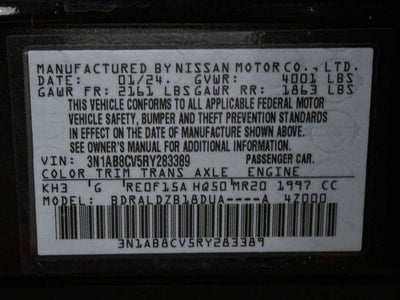 MANUFACTURED BY NISSAN MOTOR CO., LTD.
DATE: 01/24. GVWR: 4001 LBS
GAWR FR: 2161 LBS GAWR RR: 1863 LBS
THIS VEHICLE CONFORMS TO ALL APPLICABLE FEDERAL MOTOR
VEHICLE SAFETY, BUMPER AND THEFT PREVENTION STANDARDS
IN EFFECT ON THE DATE OF MANUFACTURE SHOWN ABOVE.
SEE OWNER'S MANUAL FOR ADDITIONAL INFORMATION
VIN: 3N1AB8CV5RY283389 PASSENGER CAR.
COLOR TRIM TRANS AXLE ENGINE
KH3 G RE0F15A HQ50 MR20 1997 CC
MODEL: BDRALDZB18DUA----A 4Z000
3N1AB8CV5RY283389